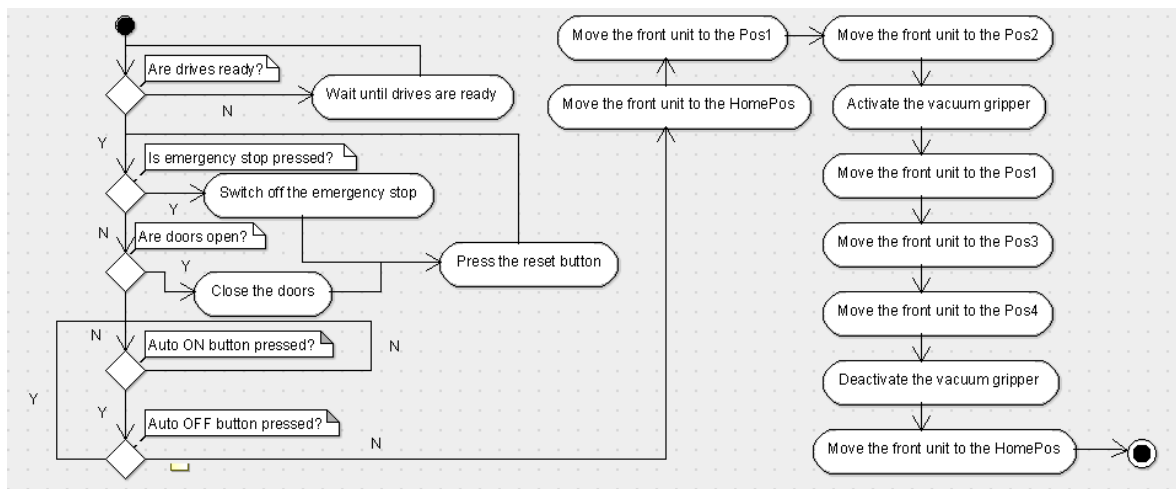 Are drives ready?
Wait until drives are ready
N
Y
Is emergency stop pressed?
Switch off the emergency stop
Y
N
Are doors open?
Y
Close the doors
Press the reset button
N
Auto ON button pressed?
N
Y
Y
Auto OFF button pressed?
N
Move the front unit to the HomePos
Move the front unit to the Pos1
Move the front unit to the Pos2
Activate the vacuum gripper
Move the front unit to the Pos1
Move the front unit to the Pos3
Move the front unit to the Pos4
Deactivate the vacuum gripper
Move the front unit to the HomePos